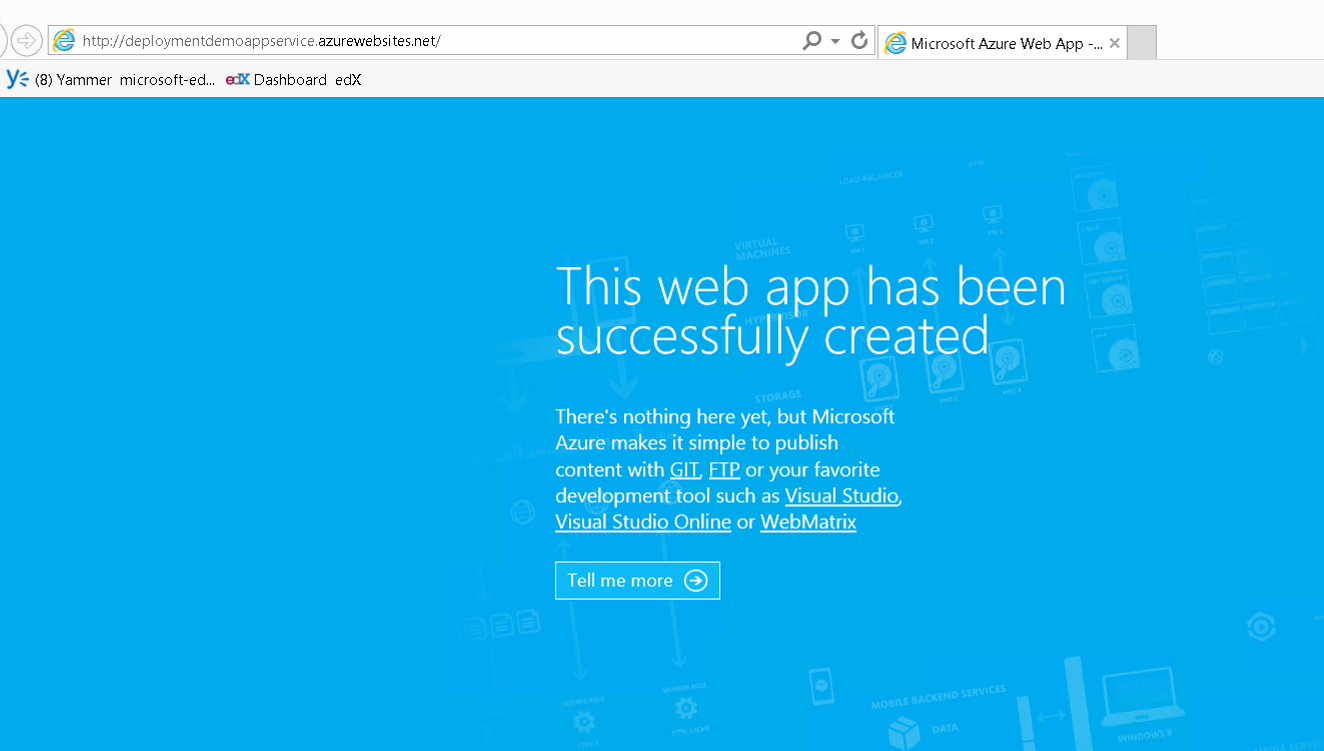 http://deploymentdemoappservice.azurewebsites.net/
Microsoft Azure Web App -...
(8) Yammer microsoft-ed... edX Dashboard edX
VPN
LOAD BALANCER
VIRTUAL
MACHINES
VM 1
VM 2
VM 3
This web app has been
HYPERVISOR
successfully created
STORAGE
There's nothing here yet, but Microsoft
Azure makes it simple to publish
content with GIT, FTP or your favorite
development tool such as Visual Studio,
Visual Studio Online or WebMatrix
Tell me more
WORKER ROLE
MOBILE BACKEND SERVICES
DATA
WINDOWS 8